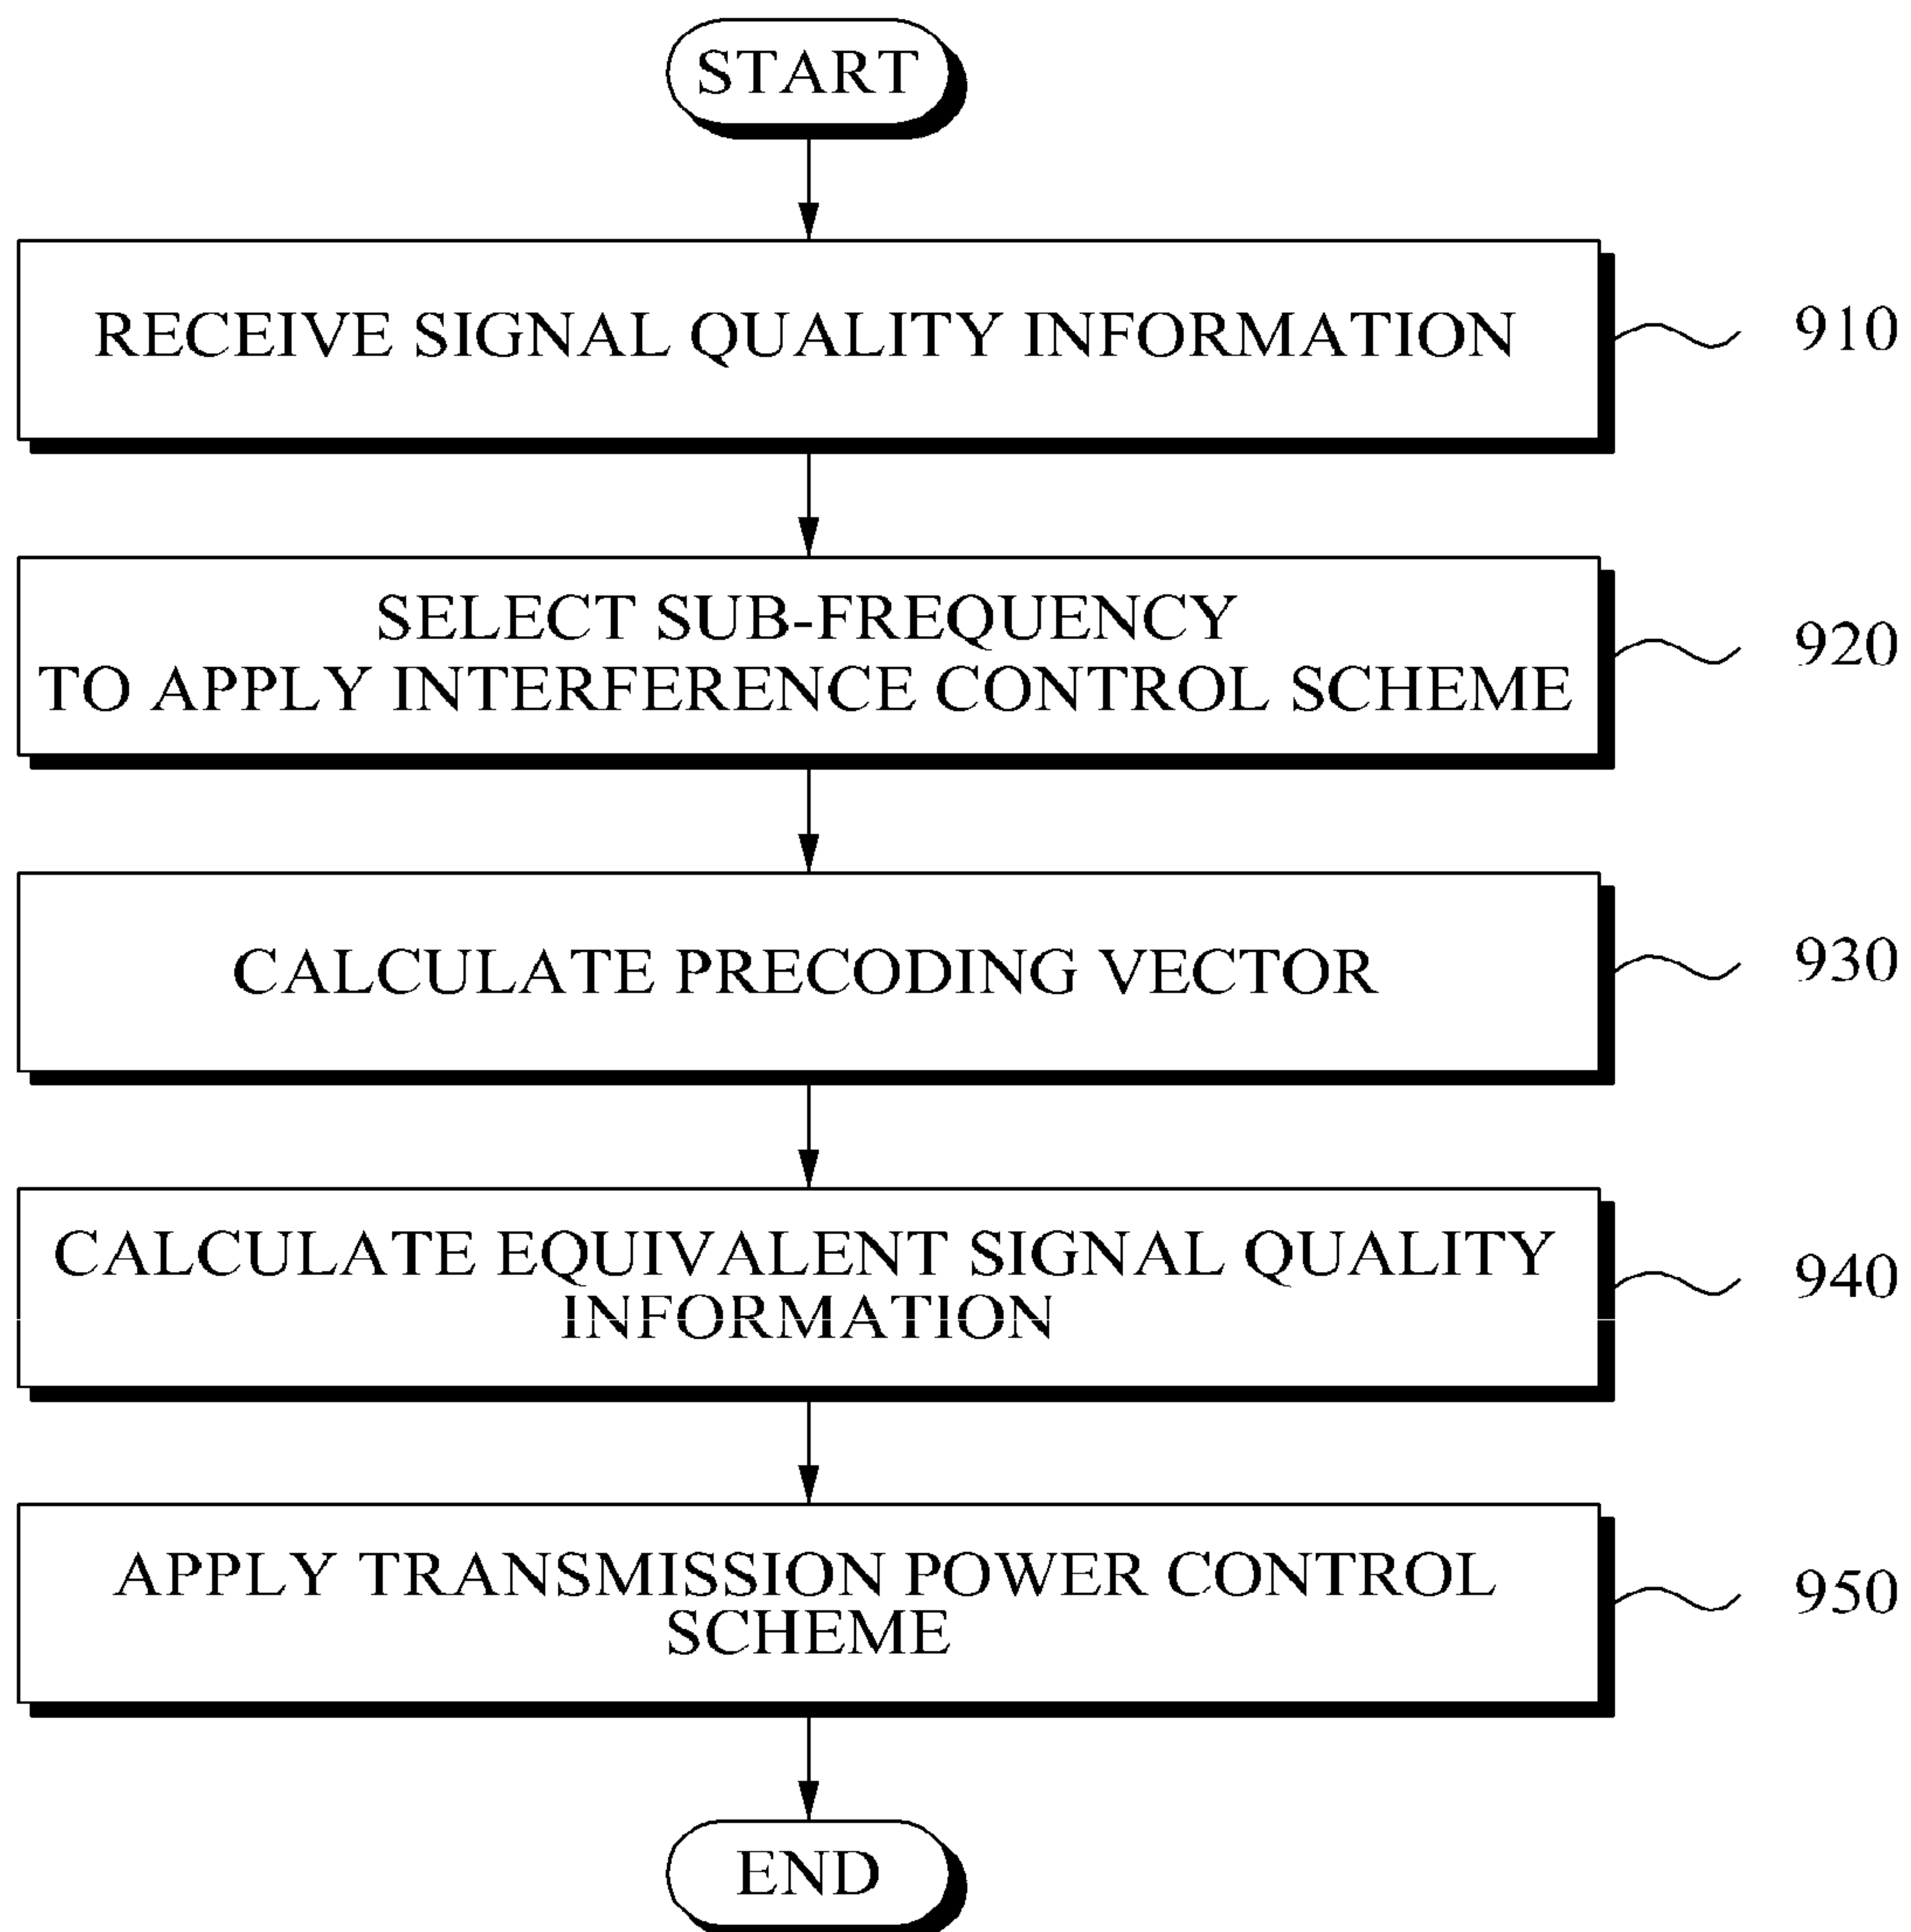 START
RECEIVE SIGNAL QUALITY INFORMATION
910
SELECT SUB-FREQUENCY
TO APPLY INTERFERENCE CONTROL SCHEME
920
CALCULATE PRECODING VECTOR
930
CALCULATE EQUIVALENT SIGNAL QUALITY
INFORMATION
940
APPLY TRANSMISSION POWER CONTROL
SCHEME
950
END